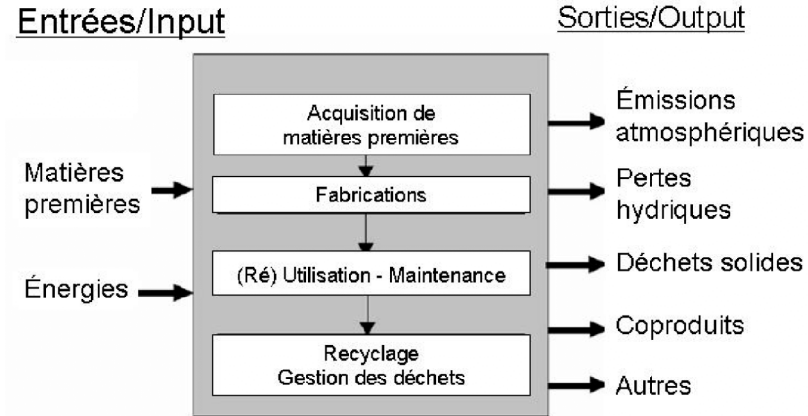 Entrées/Input
Sorties/Output
Acquisition de
matières premières
Émissions
atmosphériques
Matières
premières
Fabrications
Pertes
hydriques
Énergies
(Ré) Utilisation - Maintenance
Déchets solides
Recyclage
Gestion des déchets
Coproduits
Autres